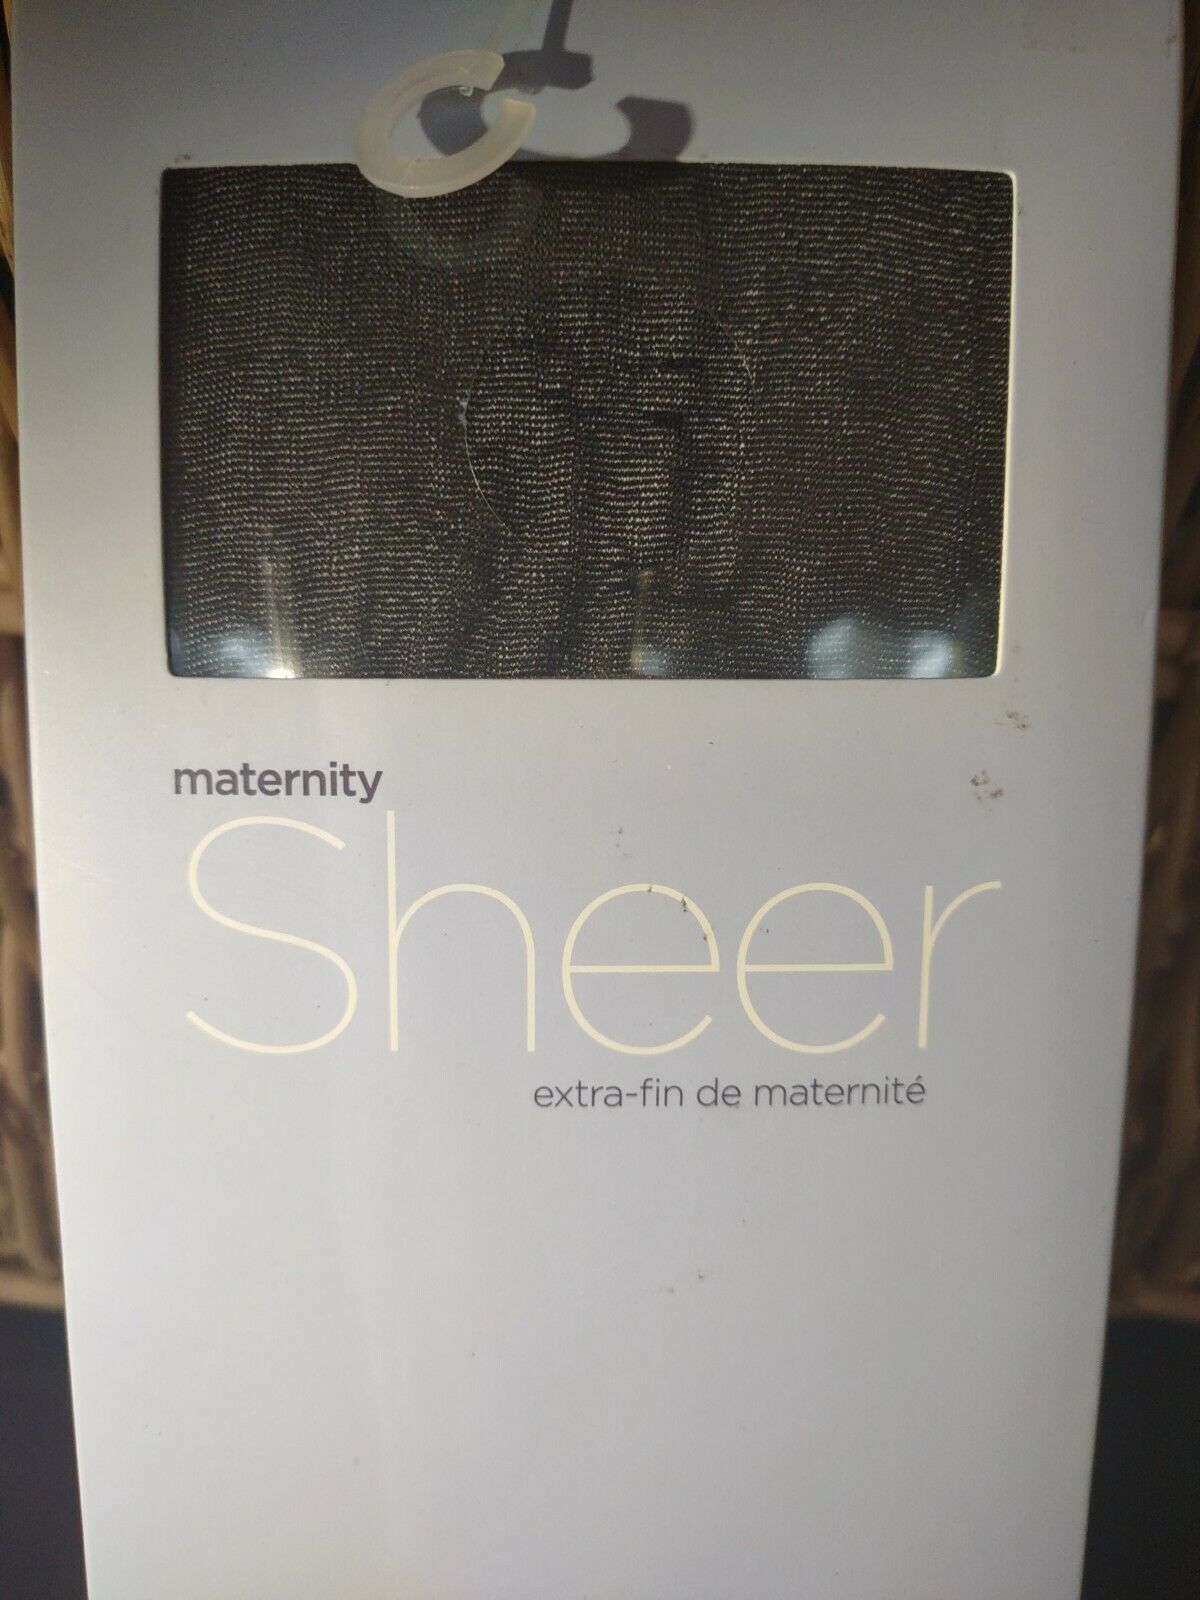 maternity
Sheer
extra-fin de maternité